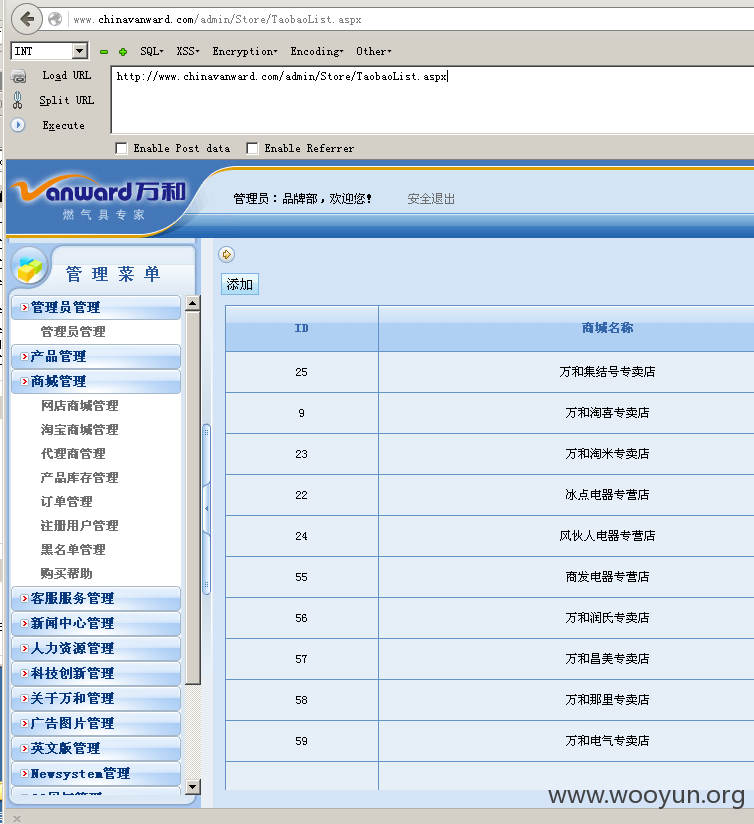 www.chinavanward.com/admin/Store/TaobaoList.aspx
INT SQL▾ XSS▾ Encryption▾ Encoding▾ Other▾
Load URL http://www.chinavanward.com/admin/Store/TaobaoList.aspx
Split URL
Execute
Enable Post data Enable Referrer
Vanward万和
燃气具专家
管理员：品牌部，欢迎您! 安全退出
管理菜单
管理员管理
管理员管理
产品管理
商城管理
网店商城管理
淘宝商城管理
代理商管理
产品库存管理
订单管理
注册用户管理
黑名单管理
购买帮助
客服服务管理
新闻中心管理
人力资源管理
科技创新管理
关于万和管理
广告图片管理
英文版管理
Newsystem管理
添加
ID 商城名称
25 万和集结号专卖店
9 万和淘喜专卖店
23 万和淘米专卖店
22 冰点电器专营店
24 风伙人电器专营店
55 商发电器专营店
56 万和润氏专卖店
57 万和昌美专卖店
58 万和那里专卖店
59 万和电气专卖店
www.wooyun.org